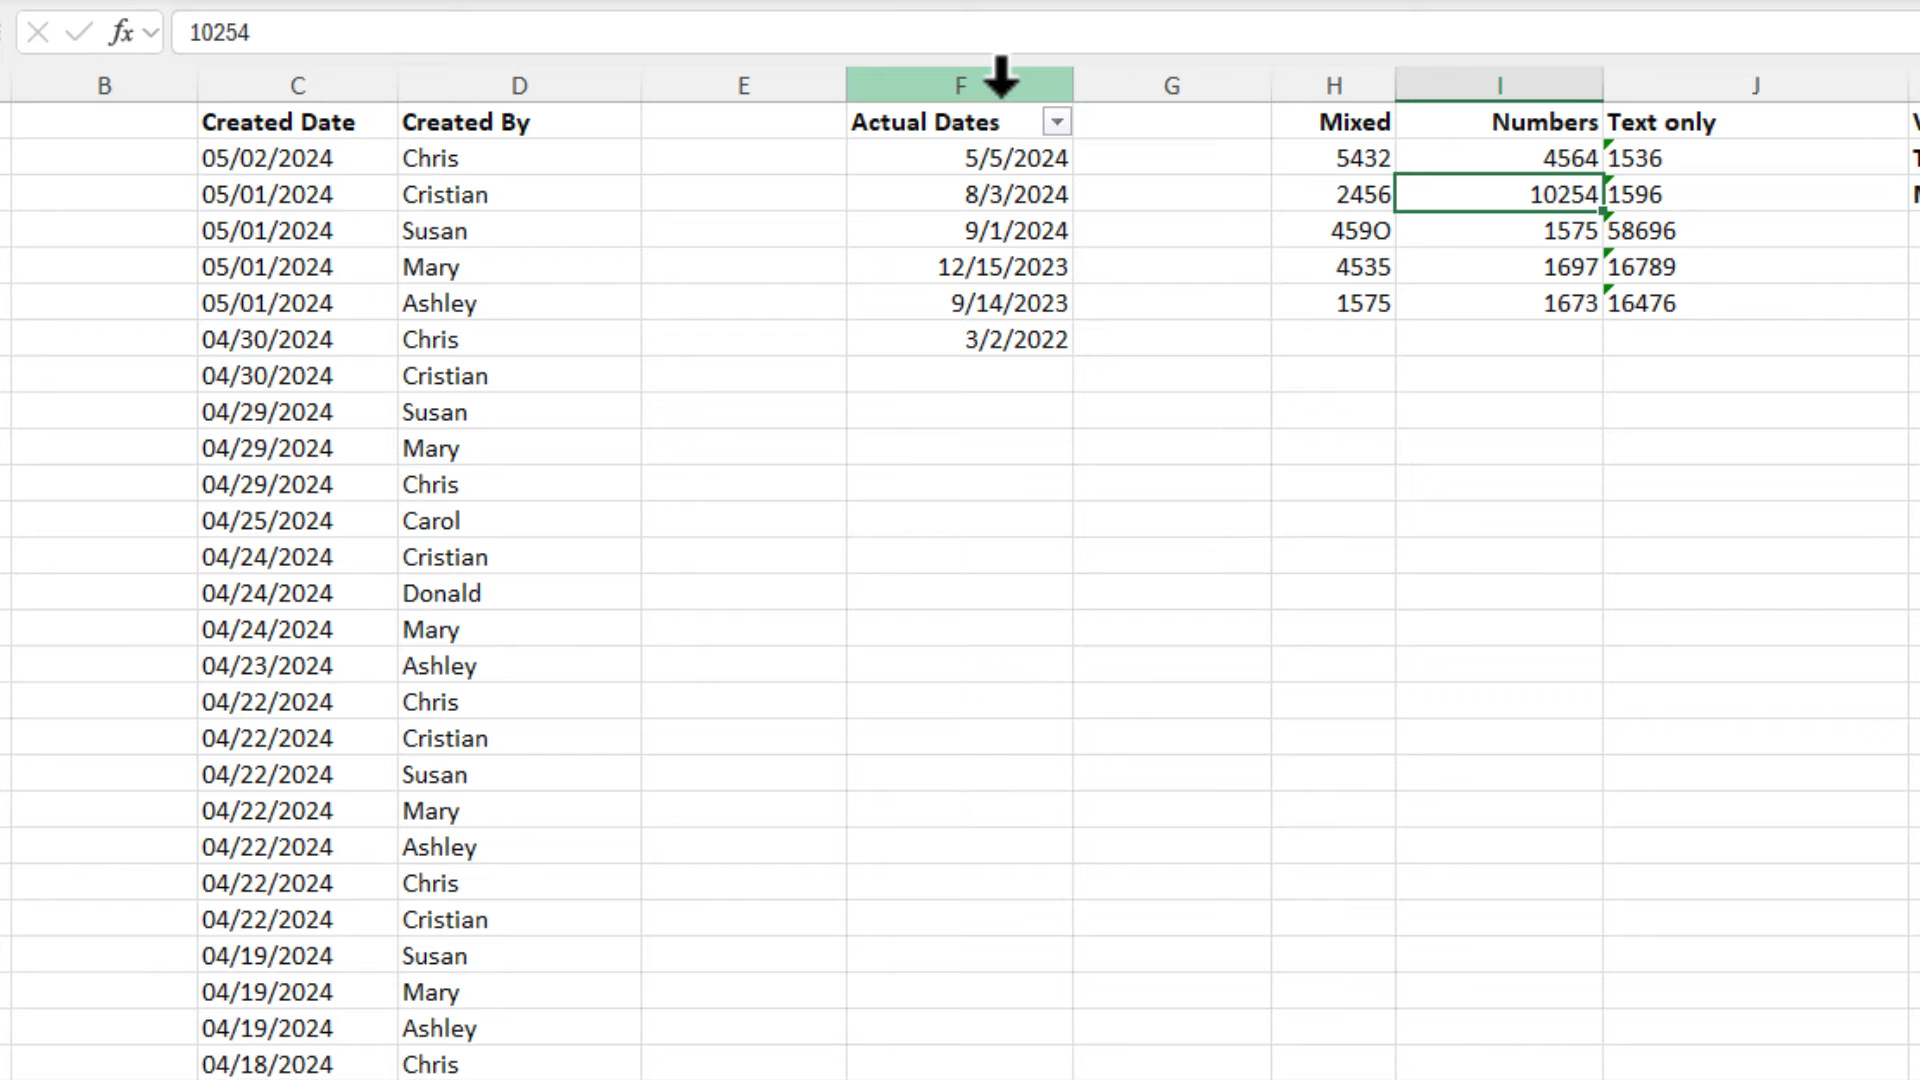 fx 10254
B C D E F G H I J
Created Date Created By Actual Dates Mixed Numbers Text only
05/02/2024 Chris 5/5/2024 5432 4564 1536
05/01/2024 Cristian 8/3/2024 2456 10254 1596
05/01/2024 Susan 9/1/2024 459O 1575 58696
05/01/2024 Mary 12/15/2023 4535 1697 16789
05/01/2024 Ashley 9/14/2023 1575 1673 16476
04/30/2024 Chris 3/2/2022
04/30/2024 Cristian
04/29/2024 Susan
04/29/2024 Mary
04/29/2024 Chris
04/25/2024 Carol
04/24/2024 Cristian
04/24/2024 Donald
04/24/2024 Mary
04/23/2024 Ashley
04/22/2024 Chris
04/22/2024 Cristian
04/22/2024 Susan
04/22/2024 Mary
04/22/2024 Ashley
04/22/2024 Chris
04/22/2024 Cristian
04/19/2024 Susan
04/19/2024 Mary
04/19/2024 Ashley
04/18/2024 Chris